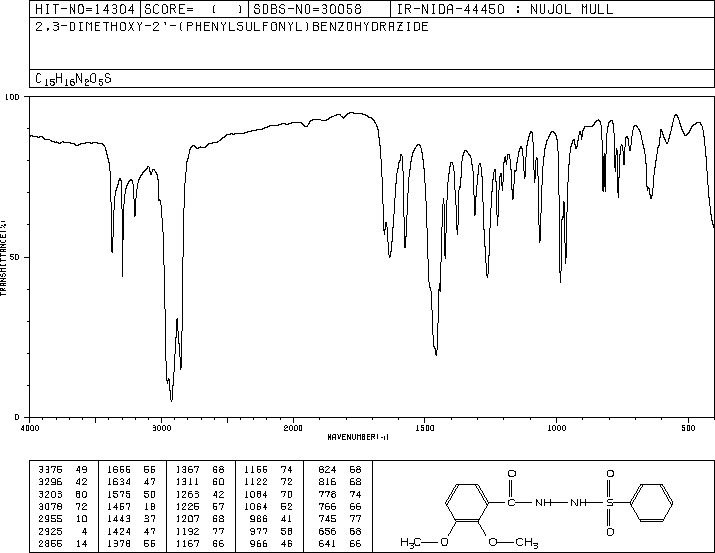 HIT-NO=14304 SCORE= ( ) SDBS-NO=30058 IR-NIDA-44450 : NUJOL MULL
2,3-DIMETHOXY-2'-(PHENYLSULFONYL)BENZOHYDRAZIDE
C15H16N2O5S
100
50
0
TRANSMITTANCE(%)
4000 3000 2000 1500 1000 500
WAVENUMBER(-1)
3375 49 1655 55 1367 68 1155 74 824 68
3296 42 1634 47 1311 60 1122 72 816 68
3203 60 1575 50 1263 42 1084 70 778 74
3078 72 1457 18 1225 57 1064 52 766 66
2955 10 1443 37 1207 68 986 41 745 77
2925 4 1424 47 1192 77 977 58 656 68
2855 14 1378 55 1167 66 966 46 641 66
O O
NH—NH—S
O
H3C—O O—CH3